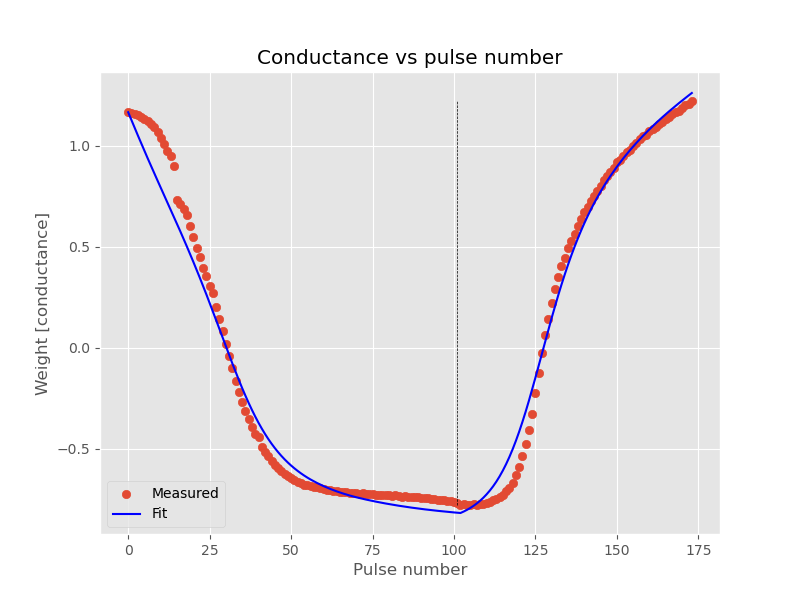 Conductance vs pulse number
Weight [conductance]
1.0
0.5
0.0
−0.5
Measured
Fit
0 25 50 75 100 125 150 175
Pulse number